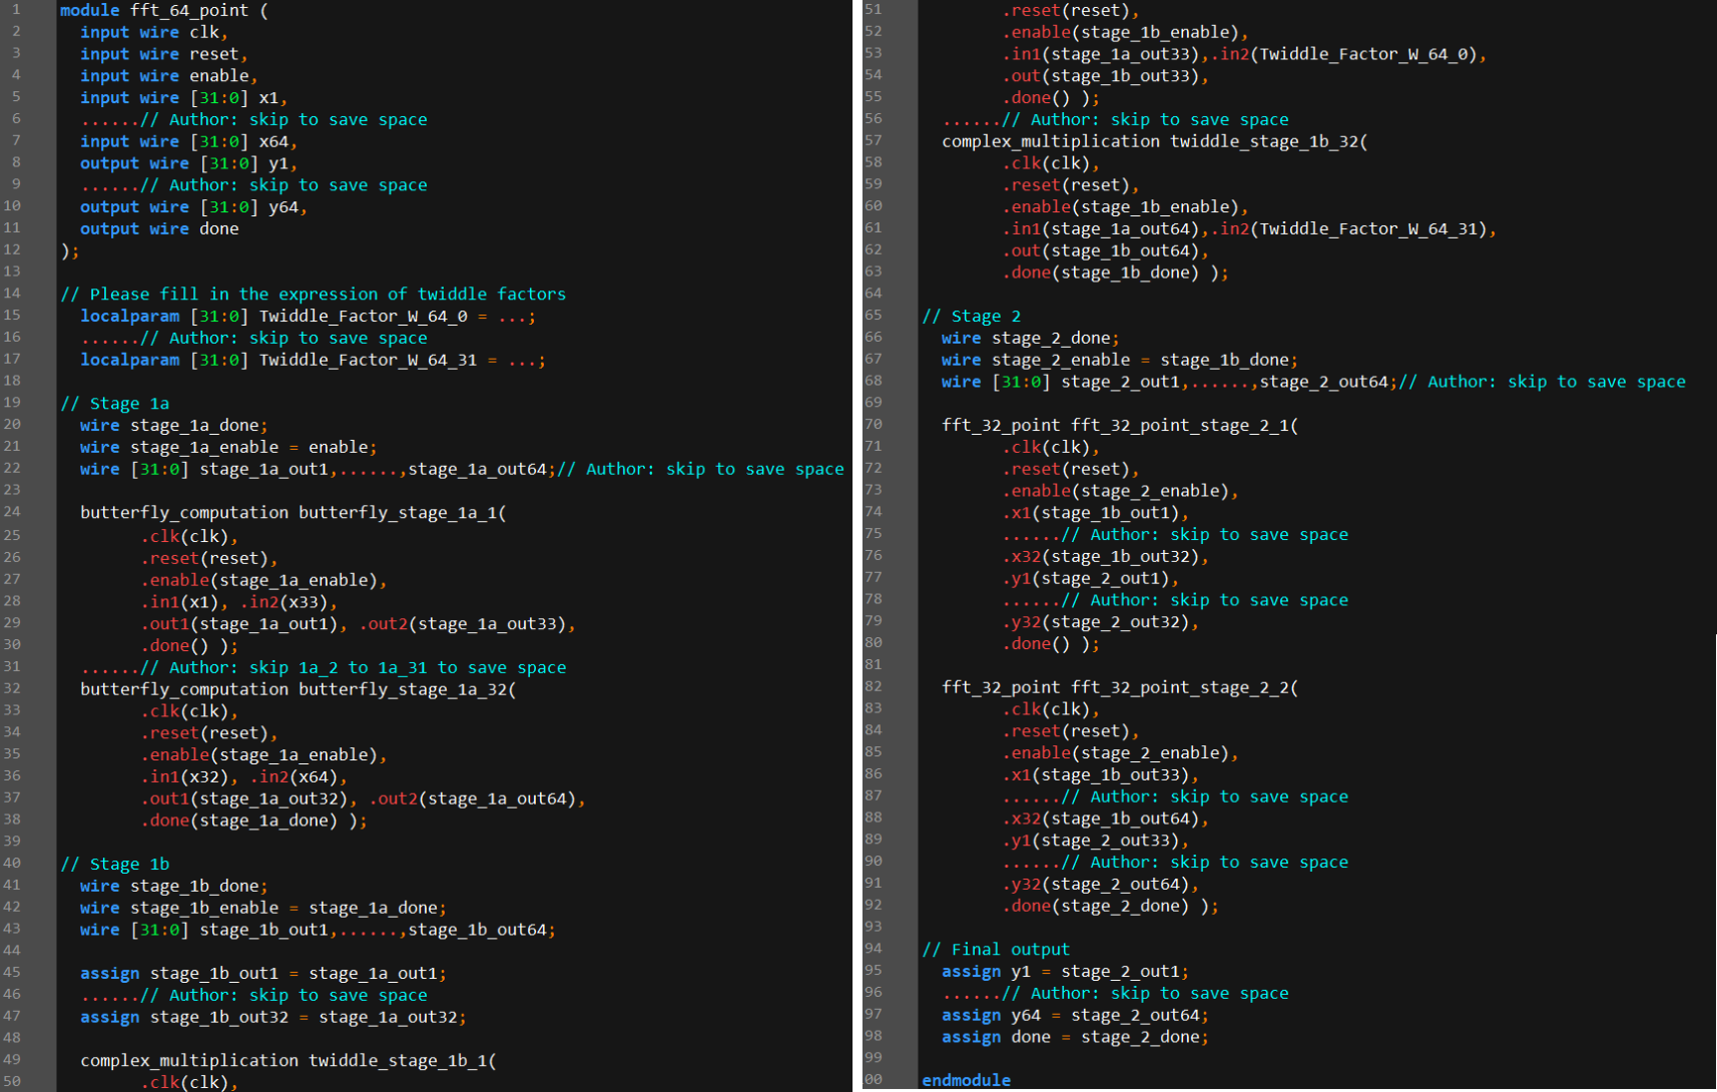 1 module fft_64_point (
2 input wire clk,
3 input wire reset,
4 input wire enable,
5 input wire [31:0] x1,
6 ......// Author: skip to save space
7 input wire [31:0] x64,
8 output wire [31:0] y1,
9 ......// Author: skip to save space
10 output wire [31:0] y64,
11 output wire done
12 );
13
14 // Please fill in the expression of twiddle factors
15 localparam [31:0] Twiddle_Factor_W_64_0 = ...;
16 ......// Author: skip to save space
17 localparam [31:0] Twiddle_Factor_W_64_31 = ...;
18
19 // Stage 1a
20 wire stage_1a_done;
21 wire stage_1a_enable = enable;
22 wire [31:0] stage_1a_out1,......,stage_1a_out64;// Author: skip to save space
23
24 butterfly_computation butterfly_stage_1a_1(
25 .clk(clk),
26 .reset(reset),
27 .enable(stage_1a_enable),
28 .in1(x1), .in2(x33),
29 .out1(stage_1a_out1), .out2(stage_1a_out33),
30 .done() );
31 ......// Author: skip 1a_2 to 1a_31 to save space
32 butterfly_computation butterfly_stage_1a_32(
33 .clk(clk),
34 .reset(reset),
35 .enable(stage_1a_enable),
36 .in1(x32), .in2(x64),
37 .out1(stage_1a_out32), .out2(stage_1a_out64),
38 .done(stage_1a_done) );
39
40 // Stage 1b
41 wire stage_1b_done;
42 wire stage_1b_enable = stage_1a_done;
43 wire [31:0] stage_1b_out1,......,stage_1b_out64;
44
45 assign stage_1b_out1 = stage_1a_out1;
46 ......// Author: skip to save space
47 assign stage_1b_out32 = stage_1a_out32;
48
49 complex_multiplication twiddle_stage_1b_1(
50 .clk(clk),
51 .reset(reset),
52 .enable(stage_1b_enable),
53 .in1(stage_1a_out33),.in2(Twiddle_Factor_W_64_0),
54 .out(stage_1b_out33),
55 .done() );
56 ......// Author: skip to save space
57 complex_multiplication twiddle_stage_1b_32(
58 .clk(clk),
59 .reset(reset),
60 .enable(stage_1b_enable),
61 .in1(stage_1a_out64),.in2(Twiddle_Factor_W_64_31),
62 .out(stage_1b_out64),
63 .done(stage_1b_done) );
64
65 // Stage 2
66 wire stage_2_done;
67 wire stage_2_enable = stage_1b_done;
68 wire [31:0] stage_2_out1,......,stage_2_out64;// Author: skip to save space
69
70 fft_32_point fft_32_point_stage_2_1(
71 .clk(clk),
72 .reset(reset),
73 .enable(stage_2_enable),
74 .x1(stage_1b_out1),
75 ......// Author: skip to save space
76 .x32(stage_1b_out32),
77 .y1(stage_2_out1),
78 ......// Author: skip to save space
79 .y32(stage_2_out32),
80 .done() );
81
82 fft_32_point fft_32_point_stage_2_2(
83 .clk(clk),
84 .reset(reset),
85 .enable(stage_2_enable),
86 .x1(stage_1b_out33),
87 ......// Author: skip to save space
88 .x32(stage_1b_out64),
89 .y1(stage_2_out33),
90 ......// Author: skip to save space
91 .y32(stage_2_out64),
92 .done(stage_2_done) );
93
94 // Final output
95 assign y1 = stage_2_out1;
96 ......// Author: skip to save space
97 assign y64 = stage_2_out64;
98 assign done = stage_2_done;
99
00 endmodule